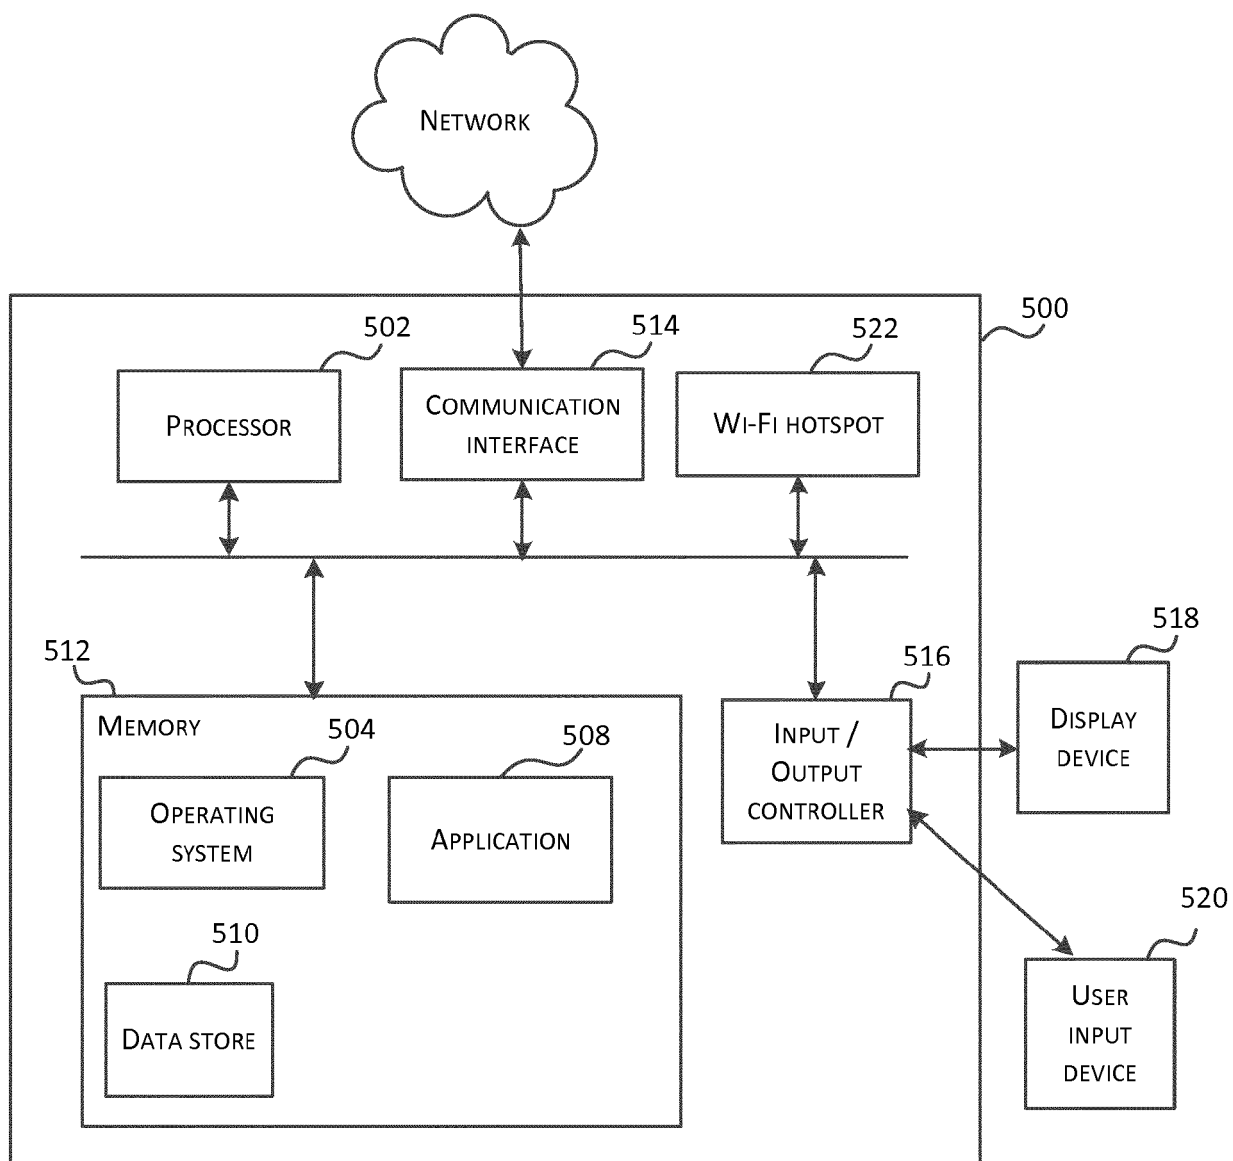 NETWORK
500
502
514
522
PROCESSOR
COMMUNICATION
INTERFACE
WI-FI HOTSPOT
512
MEMORY
504
508
OPERATING
SYSTEM
APPLICATION
510
DATA STORE
516
INPUT /
OUTPUT
CONTROLLER
518
DISPLAY
DEVICE
520
USER
INPUT
DEVICE